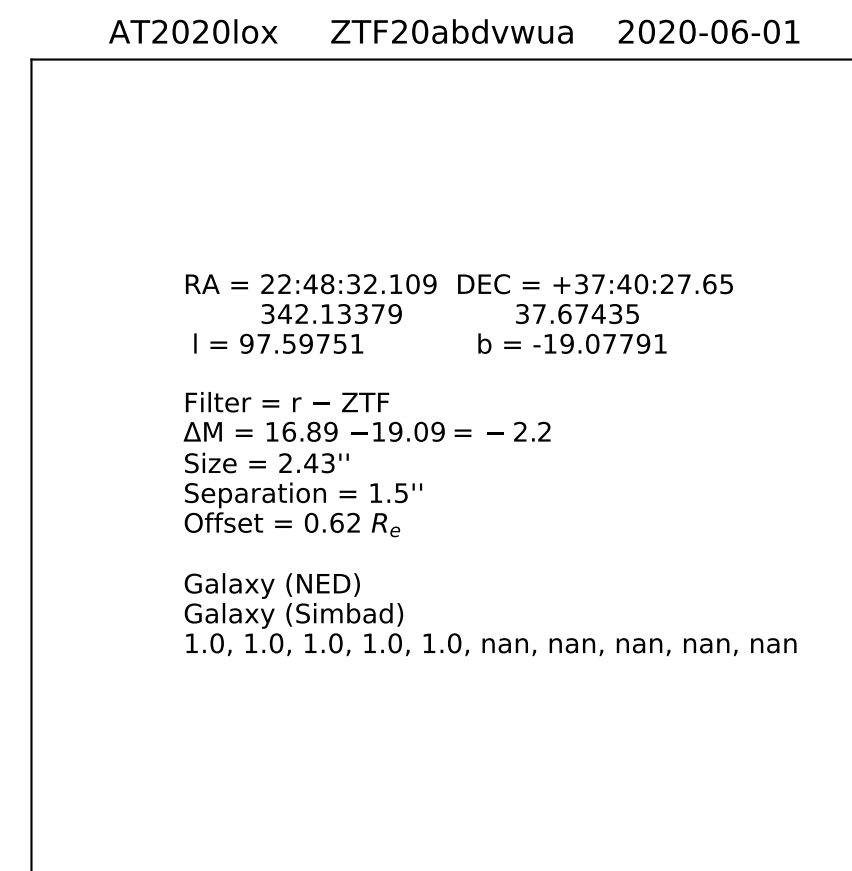 AT2020lox ZTF20abdvwua 2020-06-01
RA = 22:48:32.109 DEC = +37:40:27.65
342.13379 37.67435
l = 97.59751 b = -19.07791
Filter = r − ZTF
ΔM = 16.89 −19.09 = − 2.2
Size = 2.43''
Separation = 1.5''
Offset = 0.62 Rₑ
Galaxy (NED)
Galaxy (Simbad)
1.0, 1.0, 1.0, 1.0, 1.0, nan, nan, nan, nan, nan